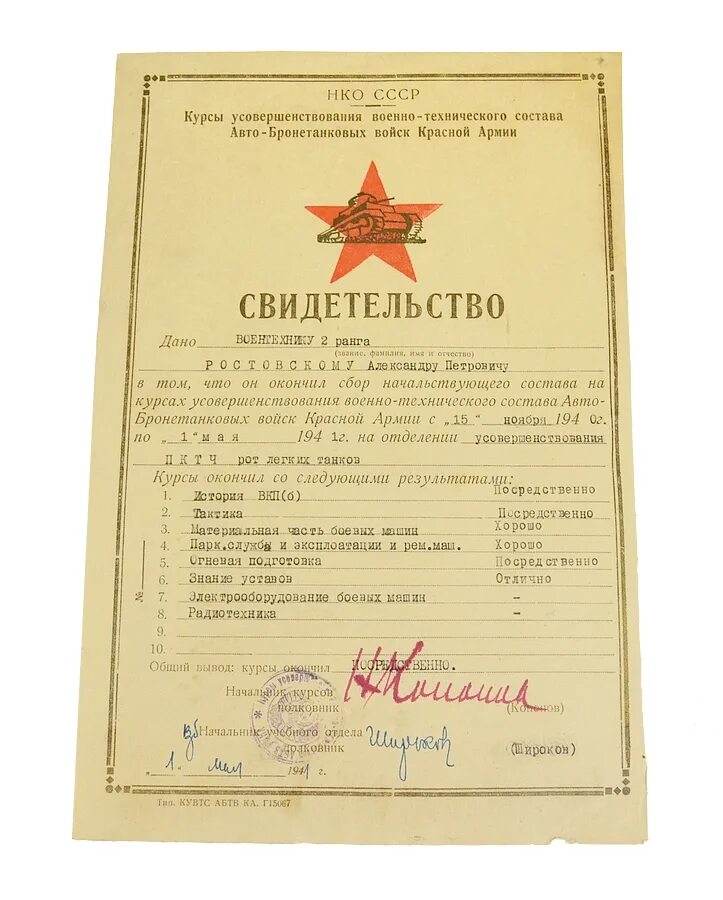 НКО СССР
Курсы усовершенствования военно-технического состава
Авто-Бронетанковых войск Красной Армии
СВИДЕТЕЛЬСТВО
Дано ВОЕНТЕХНИКУ 2 ранга
(звание, фамилия, имя и отчество)
РОСТОВСКОМУ Александру Петровичу
в том, что он окончил сбор начальствующего состава на
курсах усовершенствования военно-технического состава Авто-
Бронетанковых войск Красной Армии с „15" ноября 1940г.
по „1" мая 1941г. на отделении усовершенствования
ПКТЧ рот легких танков
Курсы окончил со следующими результатами:
1. История ВКП(б) Посредственно
2. Тактика Посредственно
3. Материальная часть боевых машин Хорошо
4. Парк.служба и эксплоатации и рем.маш. Хорошо
5. Огневая подготовка Посредственно
6. Знание уставов Отлично
7. Электрооборудование боевых машин -
8. Радиотехника -
9.
10.
№
Общий вывод: курсы окончил ПОСРЕДСТВЕННО.
Начальник курсов
полковник (Кононов)
Начальник учебного отдела
полковник (Широков)
„1" мая 1941 г.
Тип. КУВТС АБТВ КА. Г15067